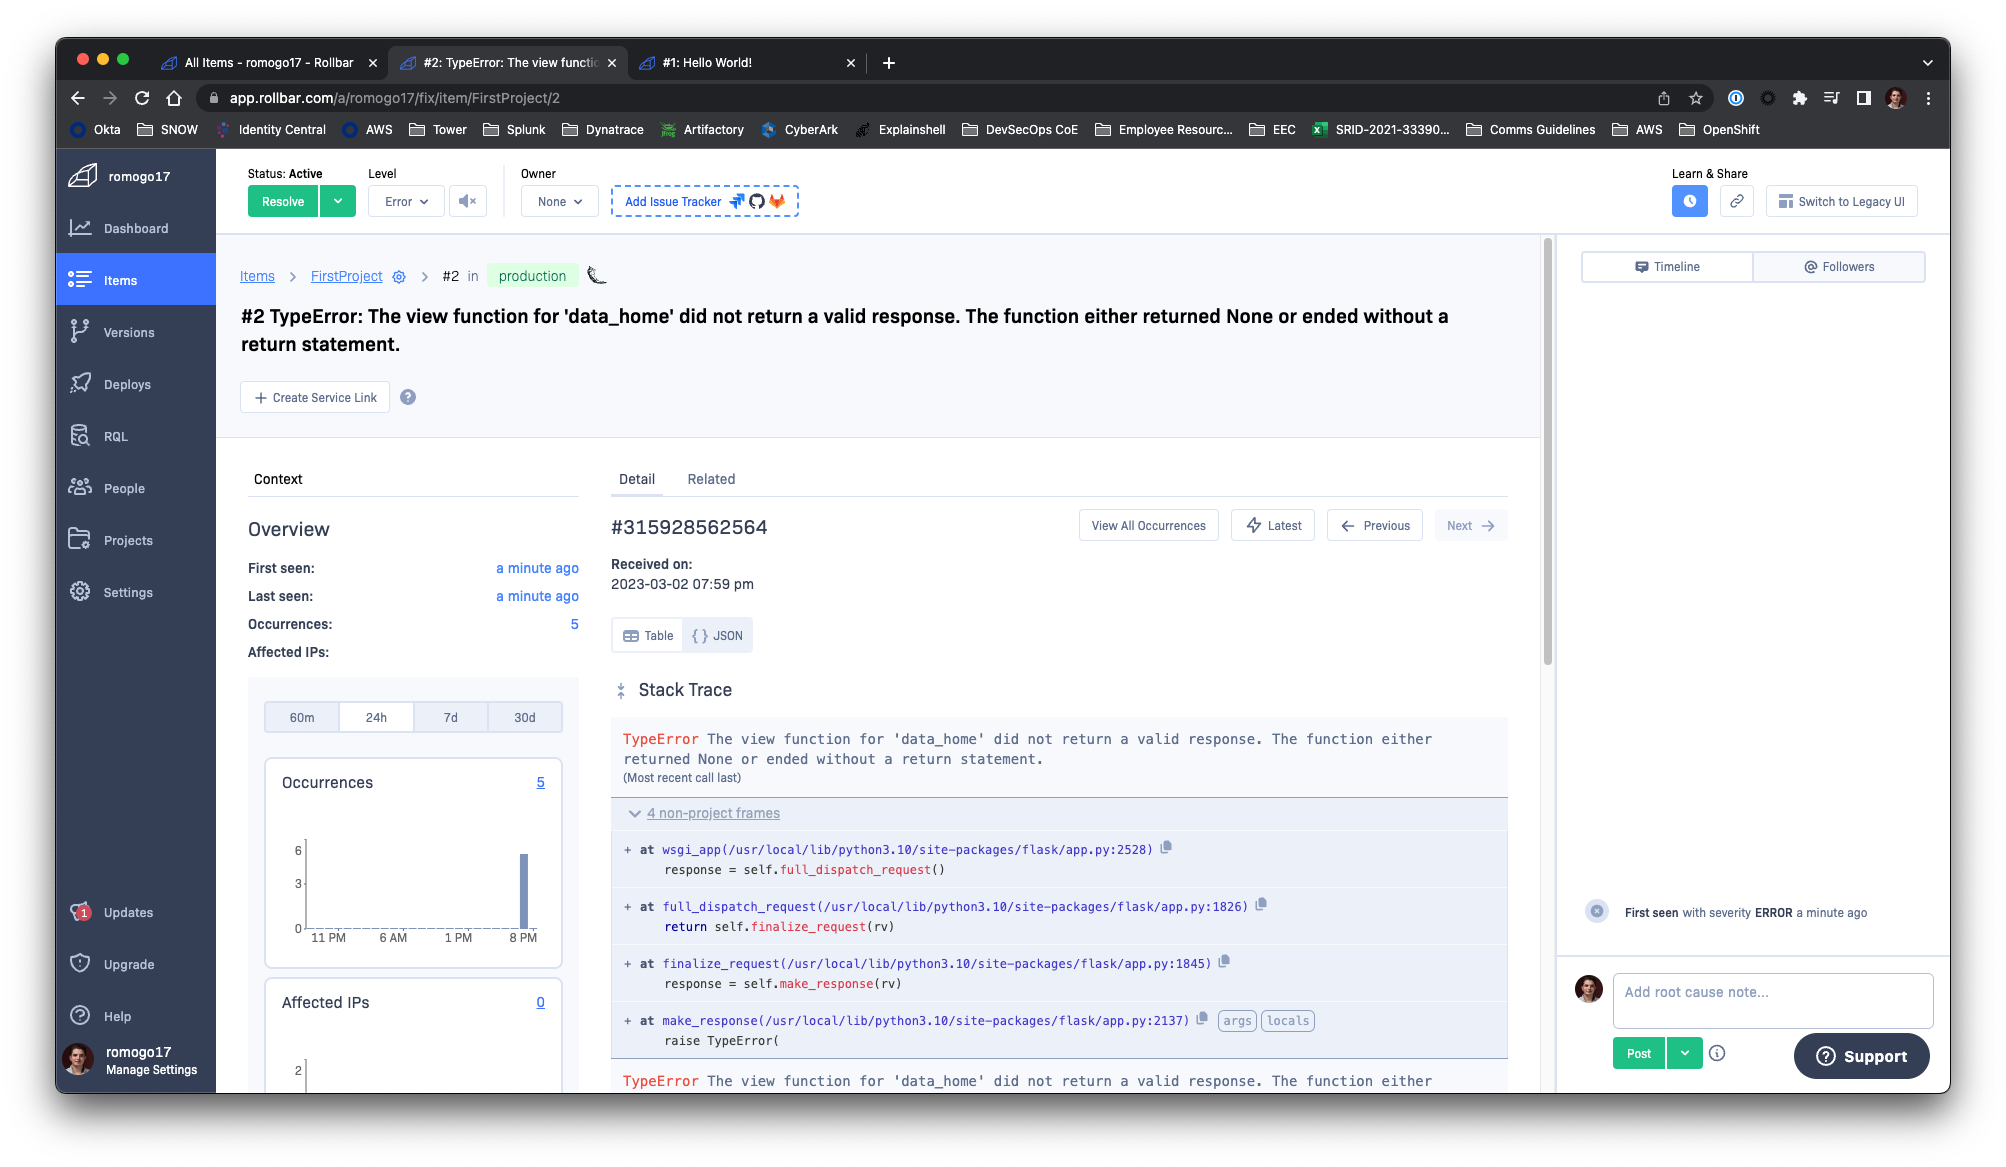 All Items - romogo17 - Rollbar
#2: TypeError: The view functi
#1: Hello World!
app.rollbar.com/a/romogo17/fix/item/FirstProject/2
Okta SNOW Identity Central AWS Tower Splunk Dynatrace Artifactory CyberArk Explainshell DevSecOps CoE Employee Resourc... EEC SRID-2021-33390... Comms Guidelines AWS OpenShift
romogo17
Dashboard
Items
Versions
Deploys
RQL
People
Projects
Settings
1 Updates
Upgrade
Help
romogo17
Manage Settings
Status: Active
Resolve
Level
Error
Owner
None
Add Issue Tracker
Learn & Share
Switch to Legacy UI
Items > FirstProject > #2 in production
#2 TypeError: The view function for 'data_home' did not return a valid response. The function either returned None or ended without a
return statement.
+ Create Service Link ?
Context
Overview
First seen: a minute ago
Last seen: a minute ago
Occurrences: 5
Affected IPs:
60m 24h 7d 30d
Occurrences 5
6
3
0
11 PM 6 AM 1 PM 8 PM
Affected IPs 0
2
Detail Related
#315928562564
View All Occurrences Latest Previous Next
Received on:
2023-03-02 07:59 pm
Table { } JSON
Stack Trace
TypeError The view function for 'data_home' did not return a valid response. The function either
returned None or ended without a return statement.
(Most recent call last)
4 non-project frames
+ at wsgi_app(/usr/local/lib/python3.10/site-packages/flask/app.py:2528)
response = self.full_dispatch_request()
+ at full_dispatch_request(/usr/local/lib/python3.10/site-packages/flask/app.py:1826)
return self.finalize_request(rv)
+ at finalize_request(/usr/local/lib/python3.10/site-packages/flask/app.py:1845)
response = self.make_response(rv)
+ at make_response(/usr/local/lib/python3.10/site-packages/flask/app.py:2137) args locals
raise TypeError(
TypeError The view function for 'data_home' did not return a valid response. The function either
Timeline @ Followers
First seen with severity ERROR a minute ago
Add root cause note...
Post
? Support